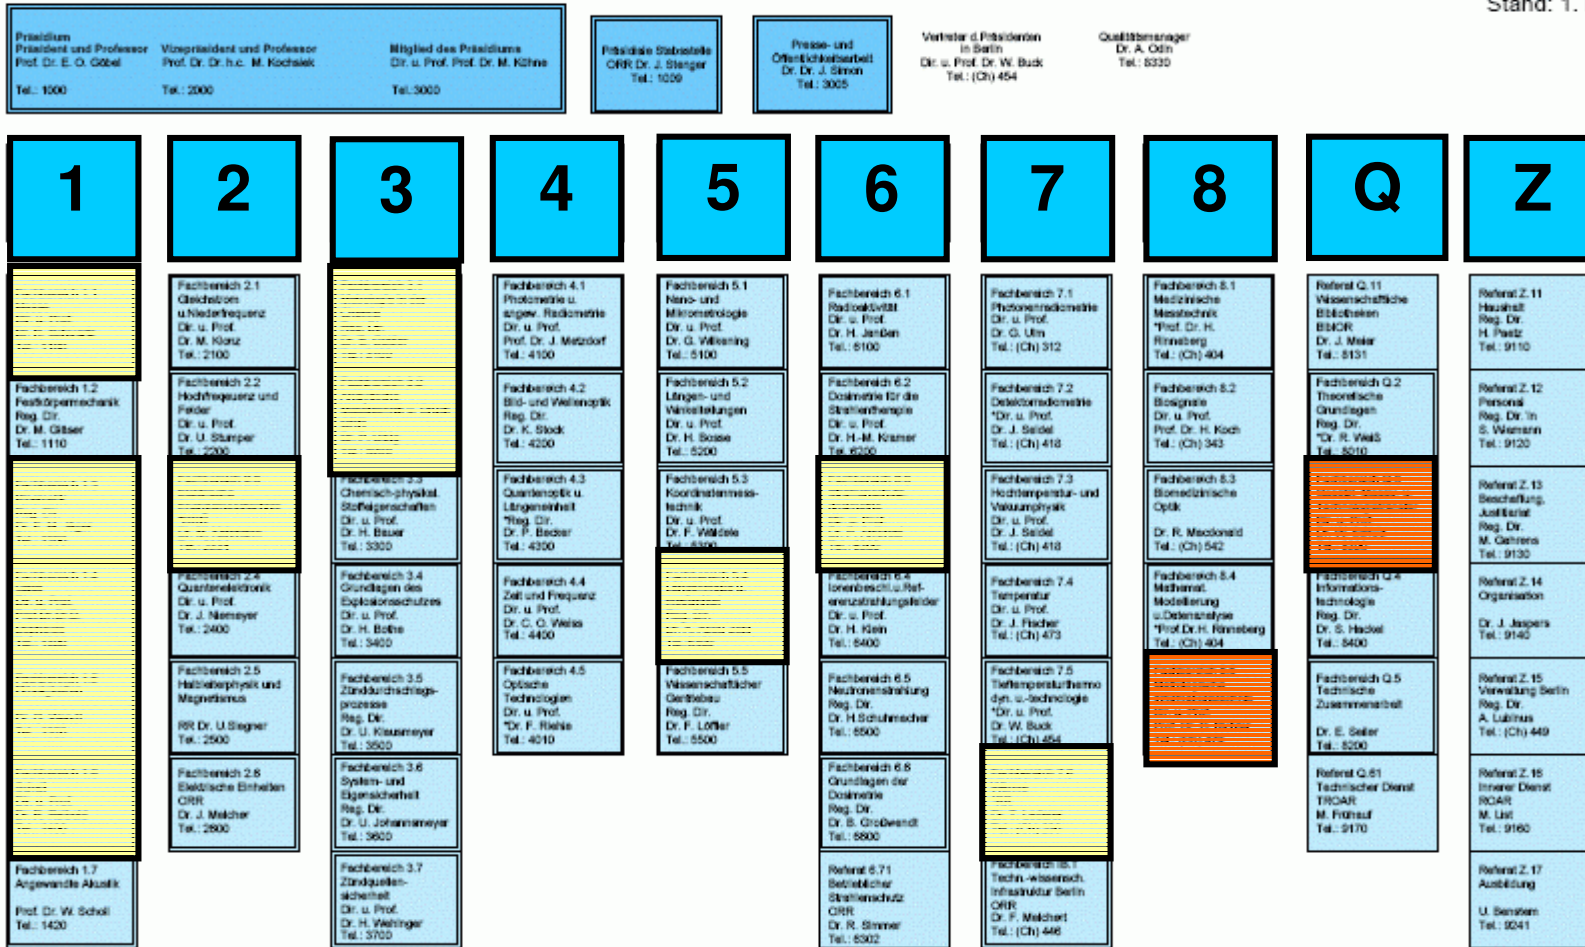 Stand: 1.
Präsidium
Präsident und Professor
Prof. Dr. E. O. Göbel
Tel.: 1000
Vizepräsident und Professor
Prof. Dr. Dr. h.c. M. Kochsiek
Tel.: 2000
Mitglied des Präsidiums
Dir. u. Prof. Prof. Dr. M. Kühne
Tel.: 3000
Präsidiale Stabsstelle
ORR Dr. J. Stenger
Tel.: 1009
Presse- und
Öffentlichkeitsarbeit
Dr. Dr. J. Simon
Tel.: 3005
Vertreter d. Präsidenten
in Berlin
Dir. u. Prof. Dr. W. Buck
Tel.: (Ch) 454
Qualitätsmanager
Dr. A. Odin
Tel.: 8330
1
2
3
4
5
6
7
8
Q
Z
Fachbereich 1.2
Festkörpermechanik
Reg. Dir.
Dr. M. Gläser
Tel.: 1110
Fachbereich 1.7
Angewandte Akustik
Prof. Dr. W. Scholl
Tel.: 1420
Fachbereich 2.1
Gleichstrom
u.Niederfrequenz
Dir. u. Prof.
Dr. M. Klonz
Tel.: 2100
Fachbereich 2.2
Hochfrequenz und
Felder
Dir. u. Prof.
Dr. U. Stumper
Tel.: 2200
Fachbereich 2.4
Quantenelektronik
Dir. u. Prof.
Dr. J. Niemeyer
Tel.: 2400
Fachbereich 2.5
Halbleiterphysik und
Magnetismus
RR Dr. U.Siegner
Tel.: 2500
Fachbereich 2.6
Elektrische Einheiten
ORR
Dr. J. Melcher
Tel.: 2600
Fachbereich 3.3
Chemisch-physikal.
Stoffeigenschaften
Dir. u. Prof.
Dr. H. Bauer
Tel.: 3300
Fachbereich 3.4
Grundlagen des
Explosionsschutzes
Dir. u. Prof.
Dr. H. Bothe
Tel.: 3400
Fachbereich 3.5
Zünddurchschlags-
prozesse
Reg. Dir.
Dr. U. Klausmeyer
Tel.: 3500
Fachbereich 3.6
System- und
Eigensicherheit
Reg. Dir.
Dr. U. Johannsmeyer
Tel.: 3600
Fachbereich 3.7
Zündquellen-
sicherheit
Dir. u. Prof.
Dr. H. Wehinger
Tel.: 3700
Fachbereich 4.1
Photometrie u.
angew. Radiometrie
Dir. u. Prof.
Prof. Dr. J. Metzdorf
Tel.: 4100
Fachbereich 4.2
Bild- und Wellenoptik
Reg. Dir.
Dr. K. Stock
Tel.: 4200
Fachbereich 4.3
Quantenoptik u.
Längeneinheit
*Reg. Dir.
Dr. P. Becker
Tel.: 4300
Fachbereich 4.4
Zeit und Frequenz
Dir. u. Prof.
Dr. C. O. Weiss
Tel.: 4400
Fachbereich 4.5
Optische
Technologien
Dir. u. Prof.
*Dr. F. Riehle
Tel.: 4010
Fachbereich 5.1
Nano- und
Mikrometrologie
Dir. u. Prof.
Dr. G. Wilkening
Tel.: 5100
Fachbereich 5.2
Längen- und
Winkelteilungen
Dir. u. Prof.
Dr. H. Bosse
Tel.: 5200
Fachbereich 5.3
Koordinatenmess-
technik
Dir. u. Prof.
Dr. F. Wäldele
Tel.: 5300
Fachbereich 5.5
Wissenschaftlicher
Gerätebau
Reg. Dir.
Dr. F. Löffler
Tel.: 5500
Fachbereich 6.1
Radioaktivität
Dir. u. Prof.
Dr. H. Janßen
Tel.: 6100
Fachbereich 6.2
Dosimetrie für die
Strahlentherapie
Dir. u. Prof.
Dr. H.-M. Kramer
Tel. 6200
Fachbereich 6.4
Ionenbeschl.u.Ref-
erenzstrahlungsfelder
Dir. u. Prof.
Dr. H. Klein
Tel.: 6400
Fachbereich 6.5
Neutronenstrahlung
Reg. Dir.
Dr. H.Schuhmacher
Tel.: 6500
Fachbereich 6.6
Grundlagen der
Dosimetrie
Reg. Dir.
Dr. B. Großwendt
Tel.: 6600
Referat 6.71
Betrieblicher
Strahlenschutz
ORR
Dr. R. Simmer
Tel.: 6302
Fachbereich 7.1
Photonenradiometrie
Dir. u. Prof.
Dr. G. Ulm
Tel.: (Ch) 312
Fachbereich 7.2
Detektorradiometrie
*Dir. u. Prof.
Dr. J. Seidel
Tel.: (Ch) 418
Fachbereich 7.3
Hochtemperatur- und
Vakuumphysik
Dir. u. Prof.
Dr. J. Seidel
Tel.: (Ch) 418
Fachbereich 7.4
Temperatur
Dir. u. Prof.
Dr. J. Fischer
Tel.: (Ch) 473
Fachbereich 7.5
Tieftemperaturthermo
dyn. u.-technologie
*Dir. u. Prof.
Dr. W. Buck
Tel.: (Ch) 454
Techn.-wissensch.
Infrastruktur Berlin
ORR
Dr. F. Melchert
Tel.: (Ch) 446
Fachbereich 8.1
Medizinische
Messtechnik
*Prof. Dr. H.
Rinneberg
Tel.: (Ch) 404
Fachbereich 8.2
Biosignale
Dir. u. Prof.
Prof. Dr. H. Koch
Tel.: (Ch) 343
Fachbereich 8.3
Biomedizinische
Optik
Dr. R. Macdonald
Tel.: (Ch) 542
Fachbereich 8.4
Mathemat.
Modellierung
u.Datenanalyse
*Prof.Dr.H. Rinneberg
Tel.: (Ch) 404
Referat Q.11
Wissenschaftliche
Bibliotheken
BiblOR
Dr. J. Meier
Tel.: 8131
Fachbereich Q.2
Theoretische
Grundlagen
Reg. Dir.
*Dr. R. Weiß
Tel.: 8010
Fachbereich Q.4
Informations-
technologie
Reg. Dir.
Dr. S. Hackel
Tel.: 8400
Fachbereich Q.5
Technische
Zusammenarbeit
Dr. E. Seiler
Tel.: 8200
Referat Q.61
Technischer Dienst
TROAR
M. Frühauf
Tel.: 9170
Referat Z.11
Haushalt
Reg. Dir.
H. Paetz
Tel.: 9110
Referat Z.12
Personal
Reg. Dir.'in
S. Wiemann
Tel.: 9120
Referat Z.13
Beschaffung,
Justitiariat
Reg. Dir.
M. Gahrens
Tel.: 9130
Referat Z.14
Organisation
Dr. J. Jaspers
Tel.: 9140
Referat Z.15
Verwaltung Berlin
Reg. Dir.
A. Lubinus
Tel.: (Ch) 449
Referat Z.16
Innerer Dienst
ROAR
M. List
Tel.: 9160
Referat Z.17
Ausbildung
U. Senstem
Tel.: 9241